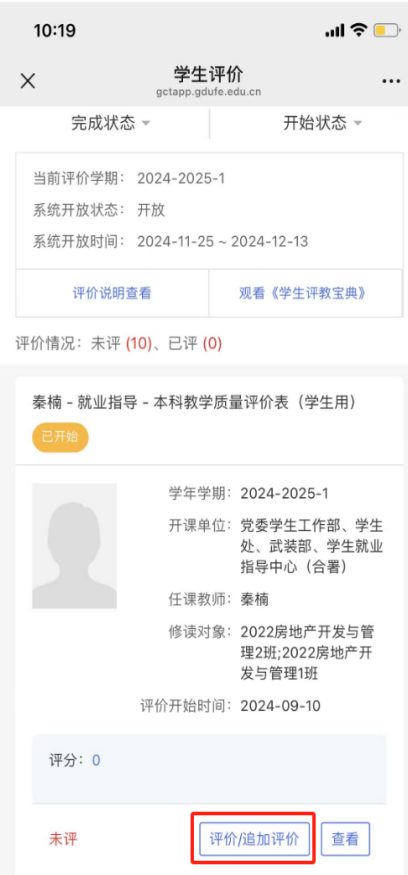 10:19
学生评价
gctapp.gdufe.edu.cn
完成状态
开始状态
当前评价学期： 2024-2025-1
系统开放状态： 开放
系统开放时间： 2024-11-25 ~ 2024-12-13
评价说明查看
观看《学生评教宝典》
评价情况：未评 (10)、已评 (0)
秦楠 - 就业指导 - 本科教学质量评价表（学生用）
已开始
学年学期： 2024-2025-1
开课单位： 党委学生工作部、学生
处、武装部、学生就业
指导中心（合署）
任课教师： 秦楠
修读对象： 2022房地产开发与管
理2班;2022房地产开
发与管理1班
评价开始时间： 2024-09-10
评分：0
未评
评价/追加评价
查看